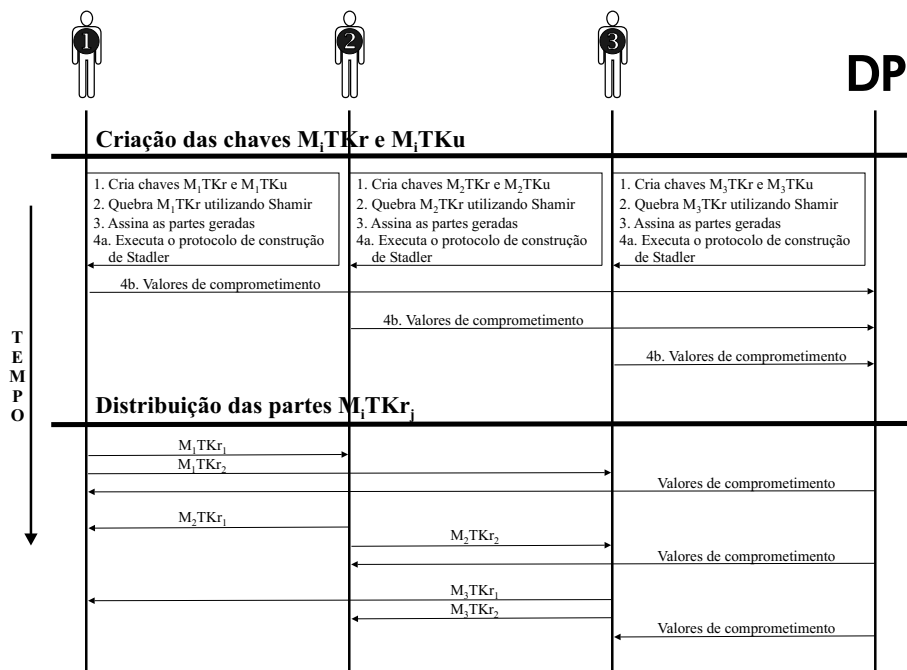 1
2
3
DP
Criação das chaves MᵢTKr e MᵢTKu
1. Cria chaves M₁TKr e M₁TKu
2. Quebra M₁TKr utilizando Shamir
3. Assina as partes geradas
4a. Executa o protocolo de construção
de Stadler
1. Cria chaves M₂TKr e M₂TKu
2. Quebra M₂TKr utilizando Shamir
3. Assina as partes geradas
4a. Executa o protocolo de construção
de Stadler
1. Cria chaves M₃TKr e M₃TKu
2. Quebra M₃TKr utilizando Shamir
3. Assina as partes geradas
4a. Executa o protocolo de construção
de Stadler
4b. Valores de comprometimento
4b. Valores de comprometimento
4b. Valores de comprometimento
TEMPO
Distribuição das partes MᵢTKrⱼ
M₁TKr₁
M₁TKr₂
Valores de comprometimento
M₂TKr₁
M₂TKr₂
Valores de comprometimento
M₃TKr₁
M₃TKr₂
Valores de comprometimento